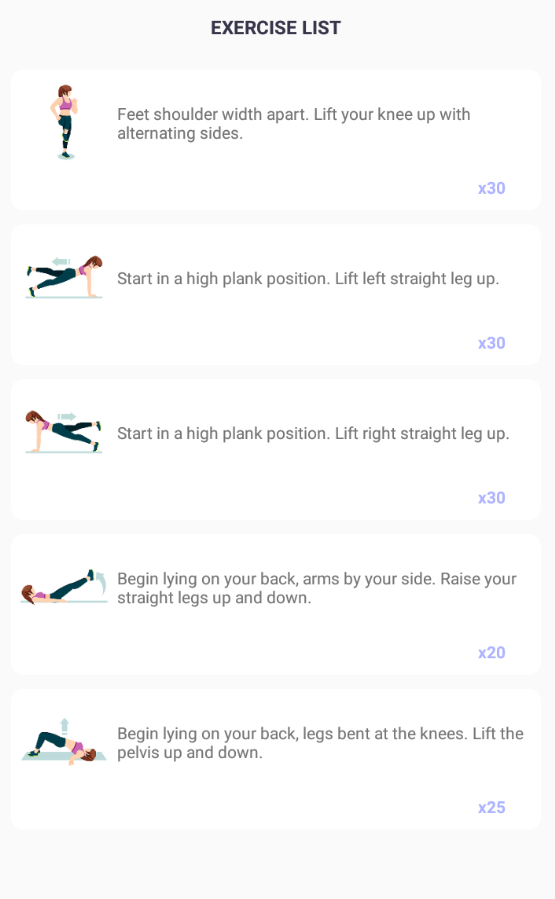 EXERCISE LIST
Feet shoulder width apart. Lift your knee up with
alternating sides.
x30
Start in a high plank position. Lift left straight leg up.
x30
Start in a high plank position. Lift right straight leg up.
x30
Begin lying on your back, arms by your side. Raise your
straight legs up and down.
x20
Begin lying on your back, legs bent at the knees. Lift the
pelvis up and down.
x25